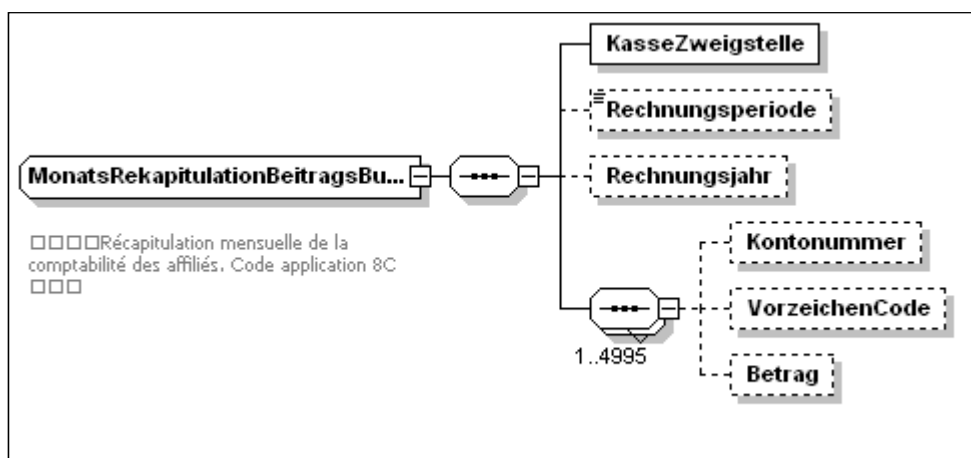 KasseZweigstelle
Rechnungsperiode
MonatsRekapitulationBeitragsBu...
Rechnungsjahr
□□□□Récapitulation mensuelle de la
comptabilité des affiliés. Code application 8C
□□□
Kontonummer
VorzeichenCode
1..4995
Betrag